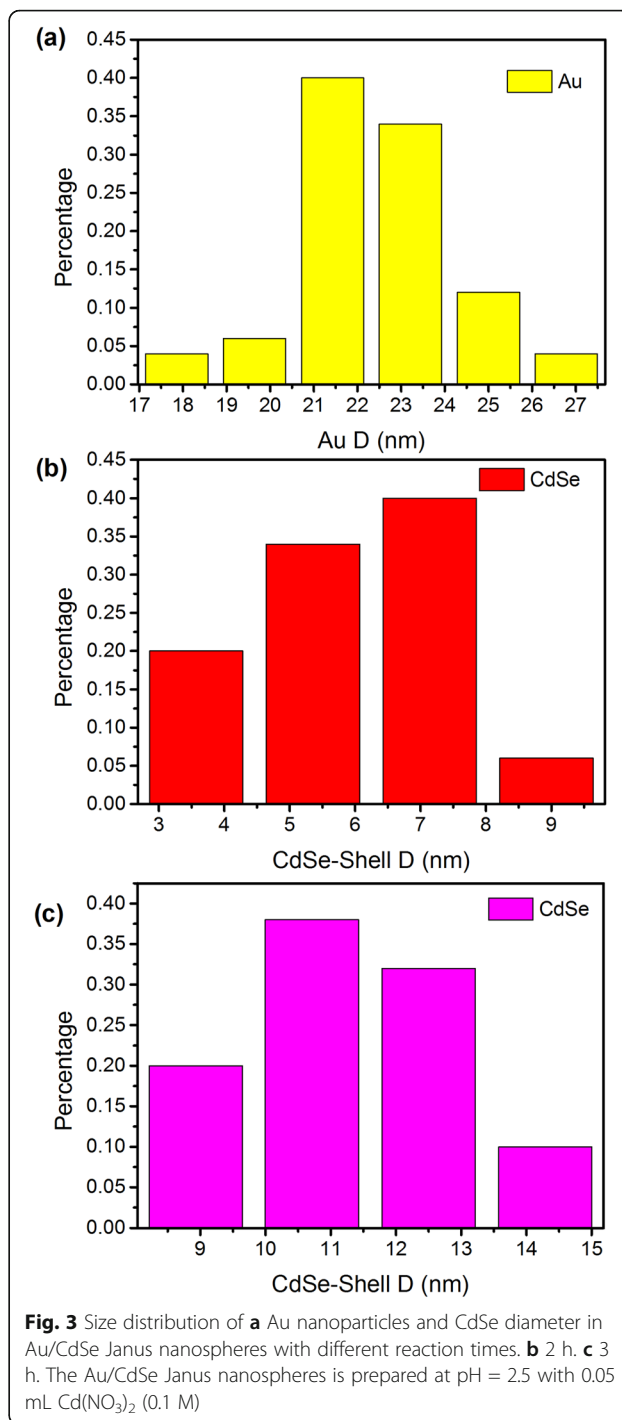 (a)
0.45
0.40
0.35
0.30
0.25
0.20
0.15
0.10
0.05
0.00
Percentage
Au
17 18 19 20 21 22 23 24 25 26 27
Au D (nm)
(b)
0.45
0.40
0.35
0.30
0.25
0.20
0.15
0.10
0.05
0.00
Percentage
CdSe
3 4 5 6 7 8 9
CdSe-Shell D (nm)
(c)
0.40
0.35
0.30
0.25
0.20
0.15
0.10
0.05
0.00
Percentage
CdSe
9 10 11 12 13 14 15
CdSe-Shell D (nm)
Fig. 3 Size distribution of a Au nanoparticles and CdSe diameter in
Au/CdSe Janus nanospheres with different reaction times. b 2 h. c 3
h. The Au/CdSe Janus nanospheres is prepared at pH = 2.5 with 0.05
mL Cd(NO₃)₂ (0.1 M)